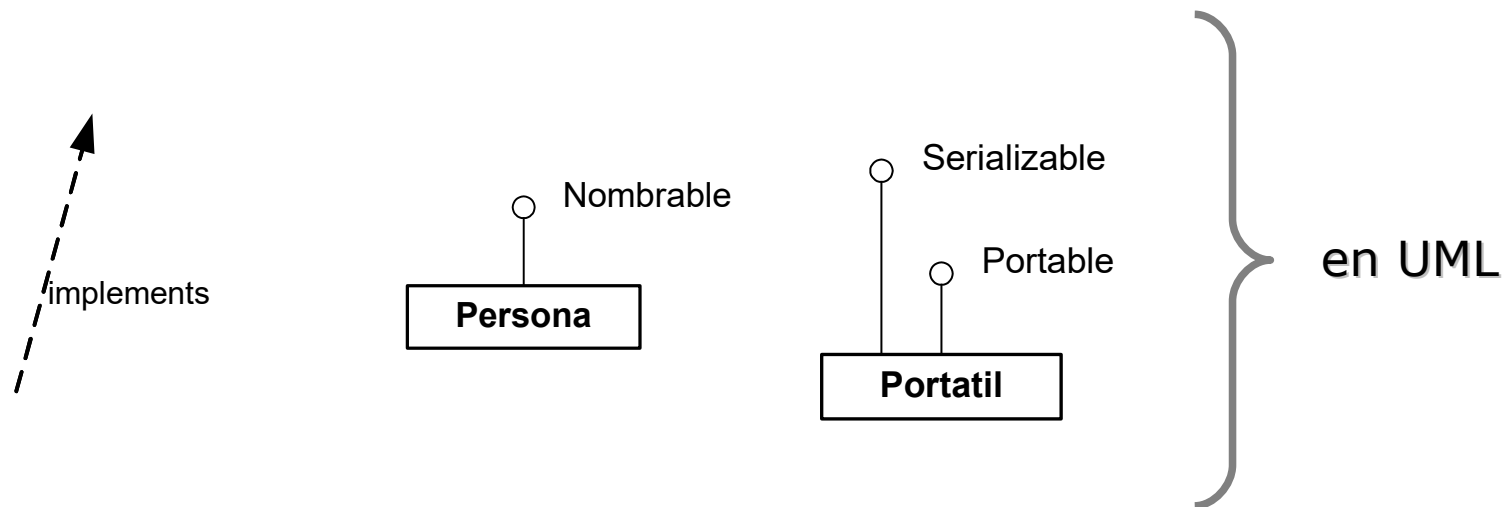 implements
Nombrable
Persona
Serializable
Portable
Portatil
en UML